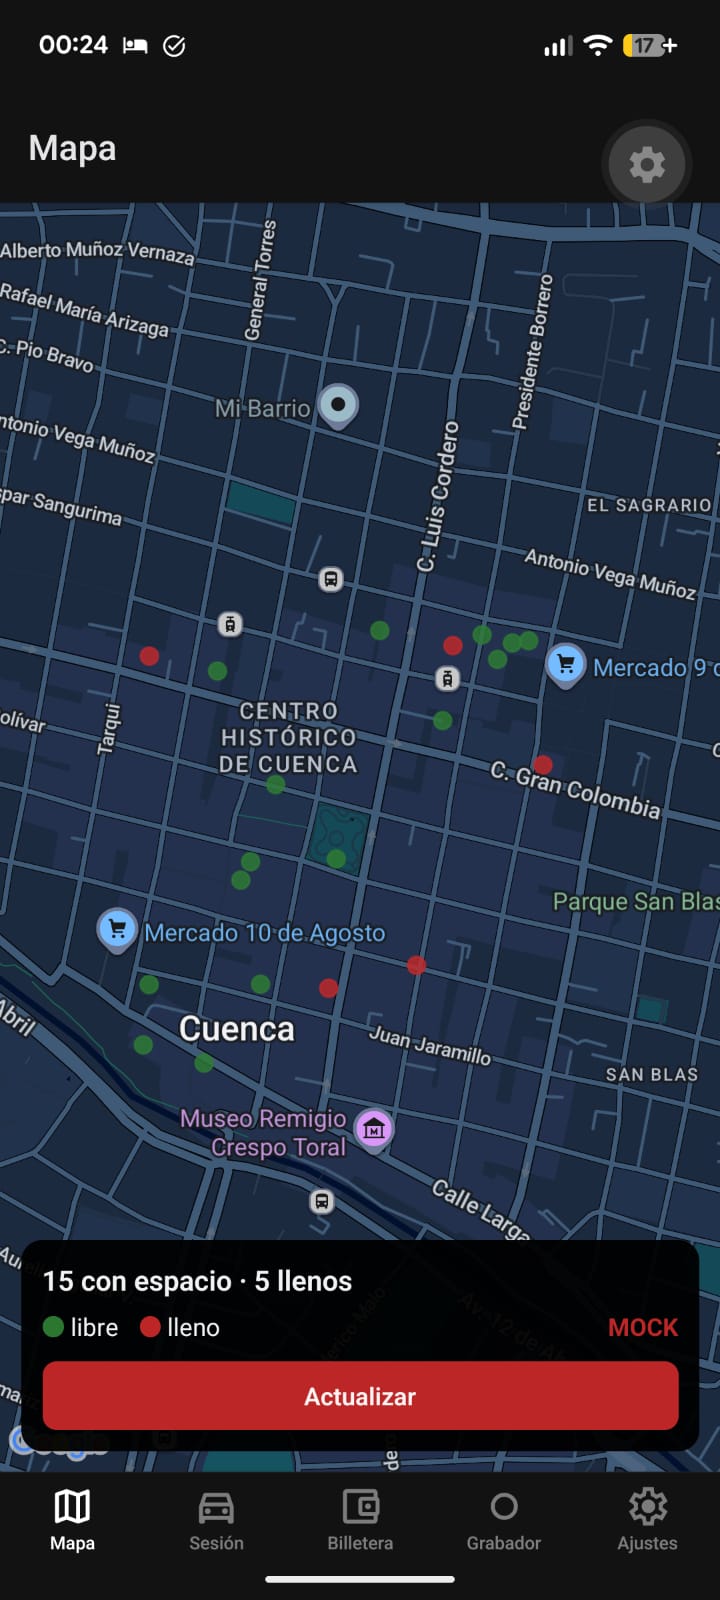 00:24
17+
Mapa
Alberto Muñoz Vernaza
General Torres
Rafael María Arizaga
Presidente Borrero
C. Pio Bravo
Mi Barrio
ntonio Vega Muñoz
C. Luis Cordero
spar Sangurima
EL SAGRARIO
Antonio Vega Muñoz
Mercado 9 d
olívar
Tarqui
CENTRO
HISTÓRICO
DE CUENCA
C. Gran Colombia
Parque San Blas
Mercado 10 de Agosto
Abril
Cuenca
Juan Jaramillo
SAN BLAS
Museo Remigio
Crespo Toral
Calle Larga
15 con espacio · 5 llenos
libre
lleno
MOCK
Actualizar
Google
Mapa
Sesión
Billetera
Grabador
Ajustes